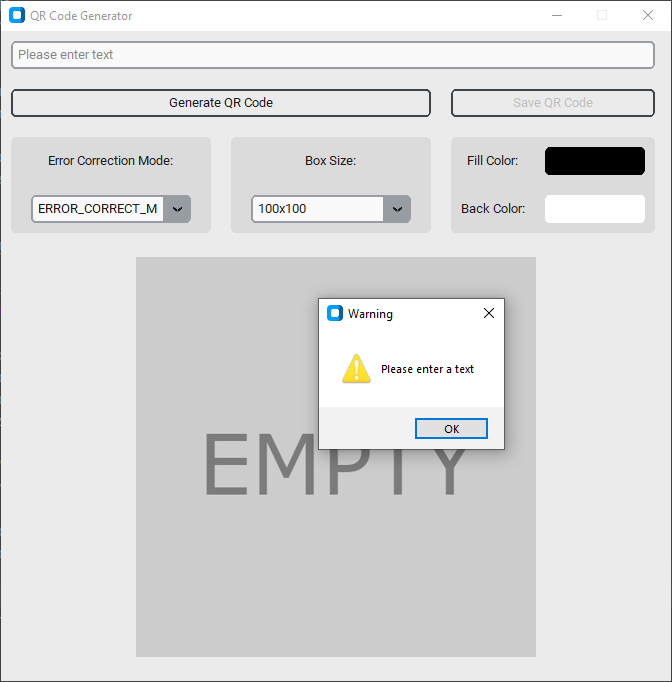 QR Code Generator
Please enter text
Generate QR Code
Save QR Code
Error Correction Mode:
Box Size:
Fill Color:
ERROR_CORRECT_M
100x100
Back Color:
Warning
Please enter a text
OK
EMPTY